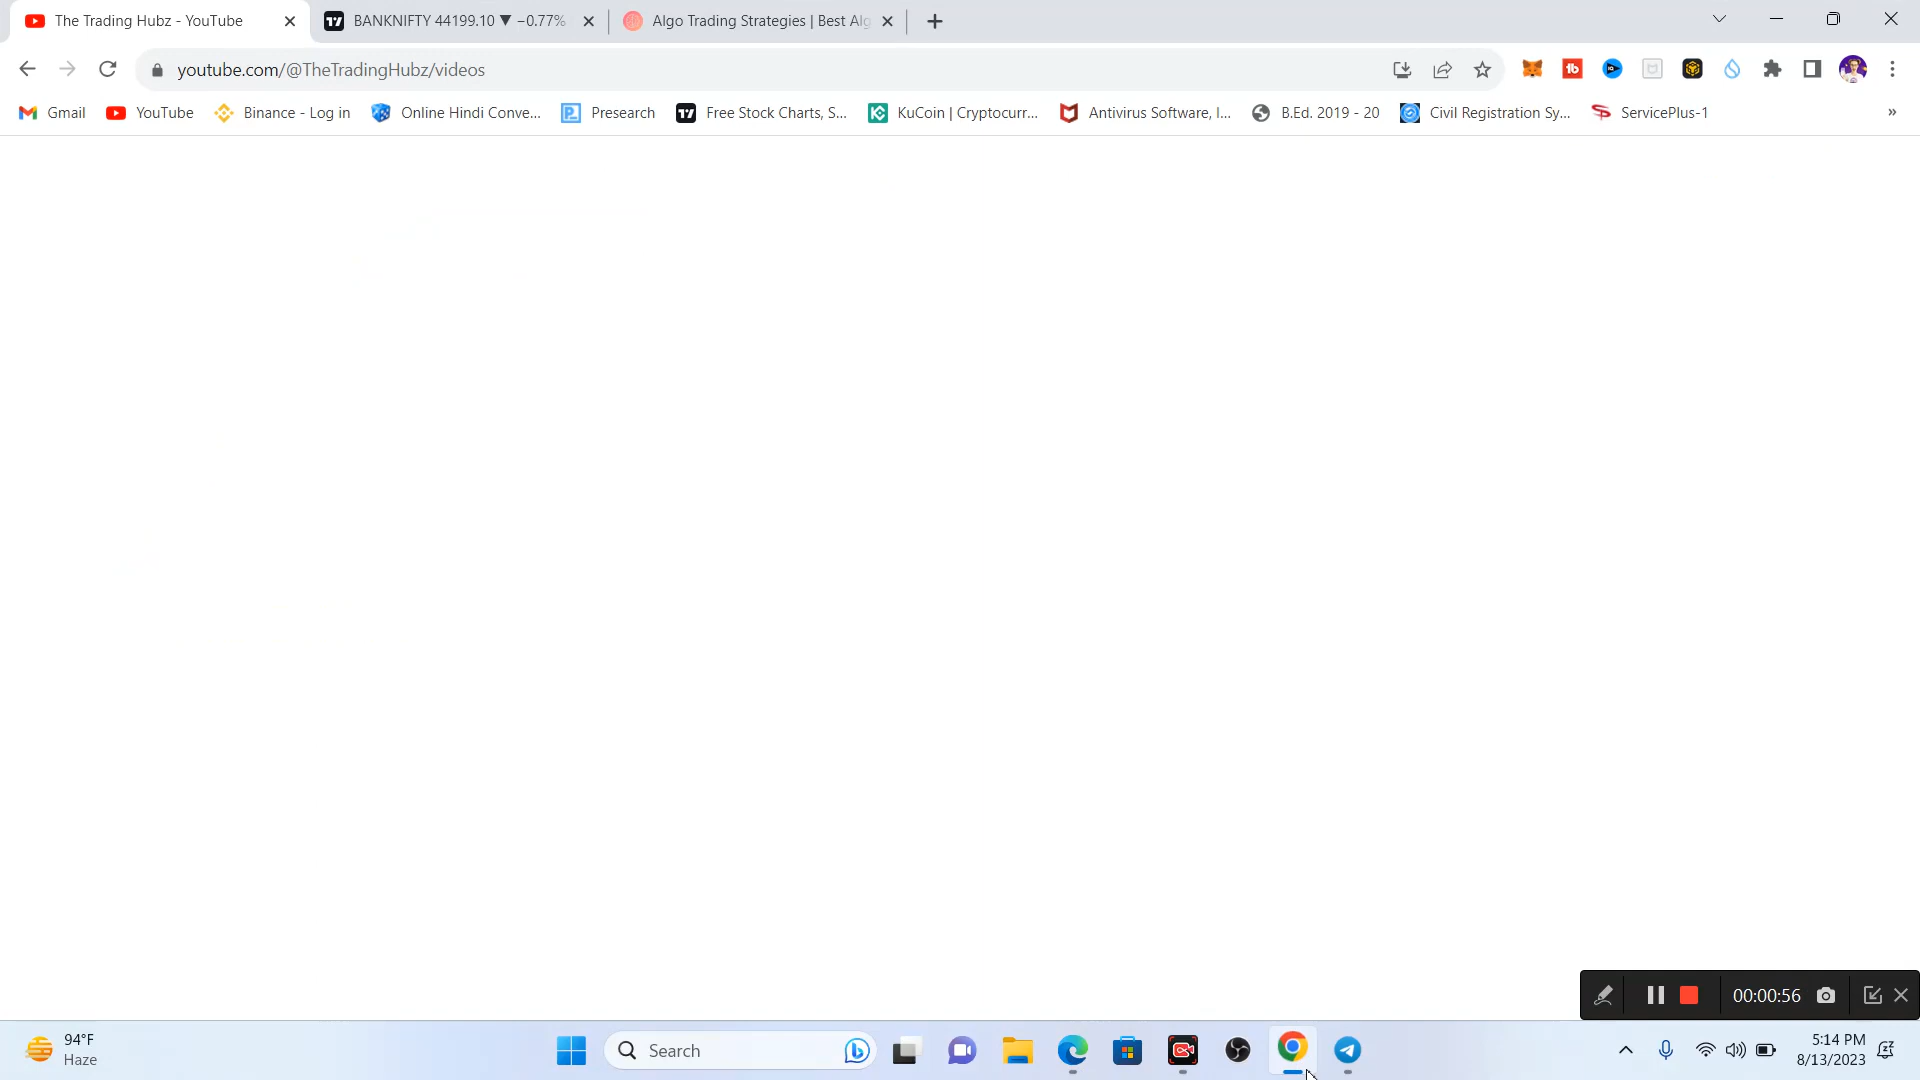 The Trading Hubz - YouTube
BANKNIFTY 44199.10 ▼ −0.77%
Algo Trading Strategies | Best Alg
youtube.com/@TheTradingHubz/videos
Gmail
YouTube
Binance - Log in
Online Hindi Conve...
Presearch
Free Stock Charts, S...
KuCoin | Cryptocurr...
Antivirus Software, I...
B.Ed. 2019 - 20
Civil Registration Sy...
ServicePlus-1
»
00:00:56
94°F
Haze
Search
5:14 PM
8/13/2023